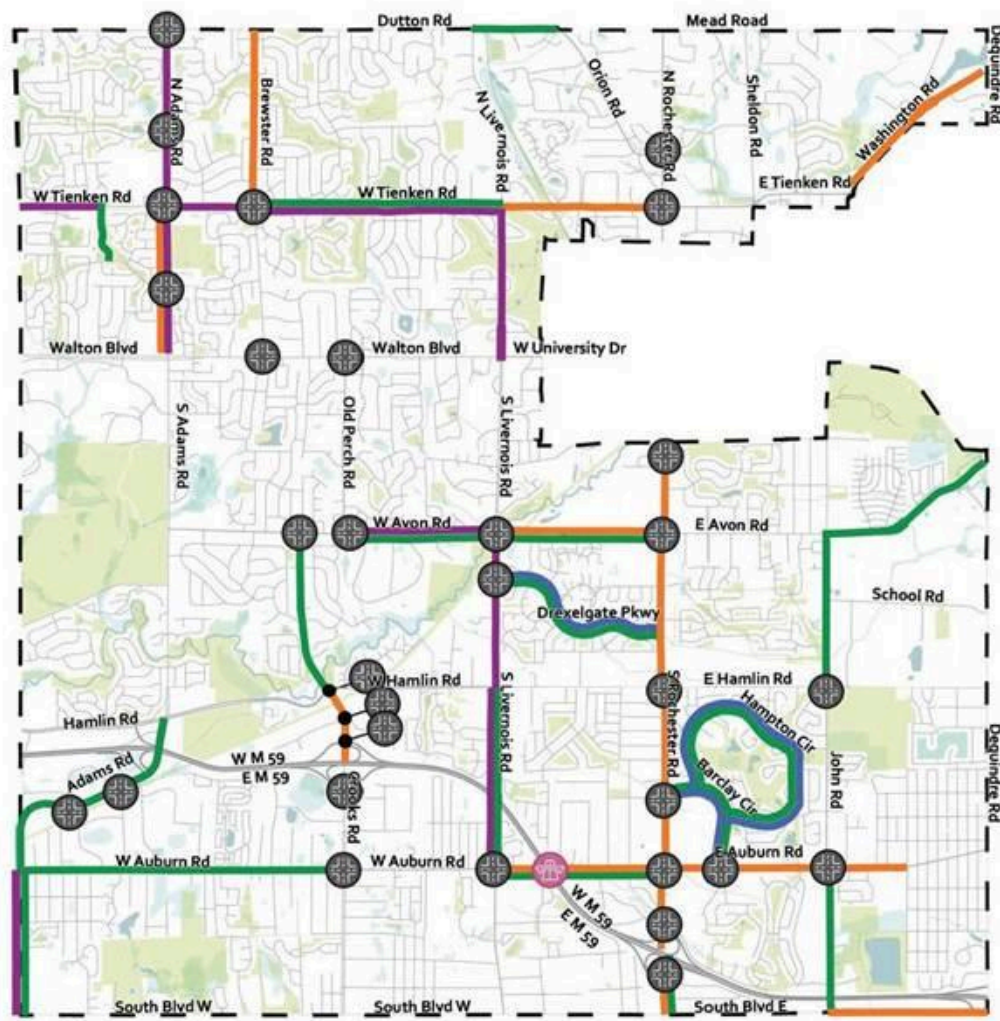 Dutton Rd
Mead Road
Dequindre Rd
N Adams Rd
Brewster Rd
N Livernois Rd
Orion Rd
N Rochester Rd
Sheldon Rd
Washington Rd
W Tienken Rd
W Tienken Rd
E Tienken Rd
Walton Blvd
Walton Blvd
W University Dr
S Adams Rd
Old Perch Rd
S Livernois Rd
W Avon Rd
E Avon Rd
School Rd
Drexelgate Pkwy
W Hamlin Rd
E Hamlin Rd
Hamlin Rd
S Livernois Rd
S Rochester Rd
Hampton Cir
Barclay Cir
John Rd
Dequindre Rd
W M 59
E M 59
Adams Rd
Crooks Rd
W Auburn Rd
W Auburn Rd
E Auburn Rd
W M 59
E M 59
South Blvd W
South Blvd W
South Blvd E